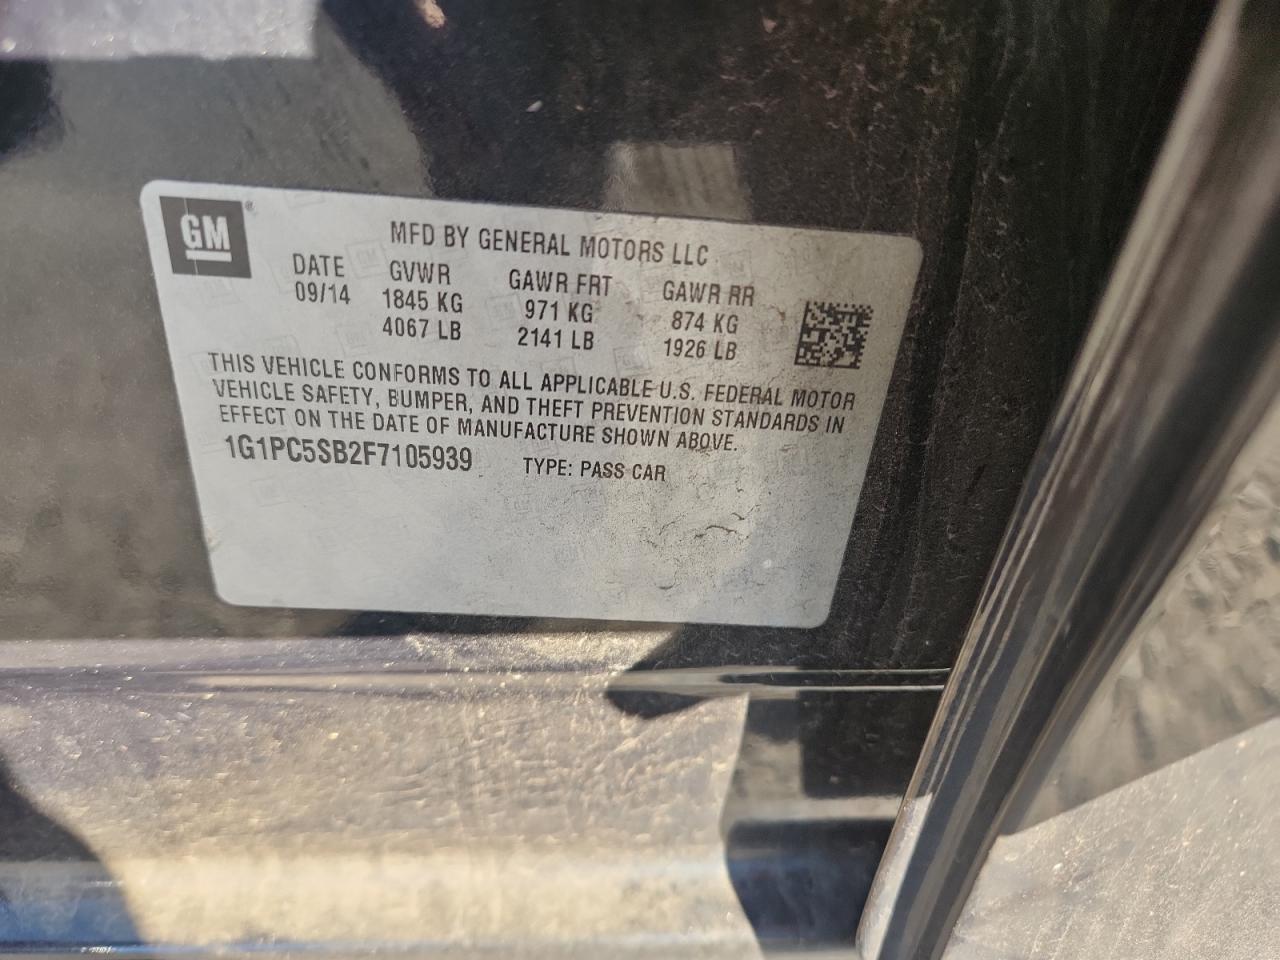 GM
MFD BY GENERAL MOTORS LLC
DATE GVWR GAWR FRT GAWR RR
09/14 1845 KG 971 KG 874 KG
4067 LB 2141 LB 1926 LB
THIS VEHICLE CONFORMS TO ALL APPLICABLE U.S. FEDERAL MOTOR
VEHICLE SAFETY, BUMPER, AND THEFT PREVENTION STANDARDS IN
EFFECT ON THE DATE OF MANUFACTURE SHOWN ABOVE.
1G1PC5SB2F7105939 TYPE: PASS CAR